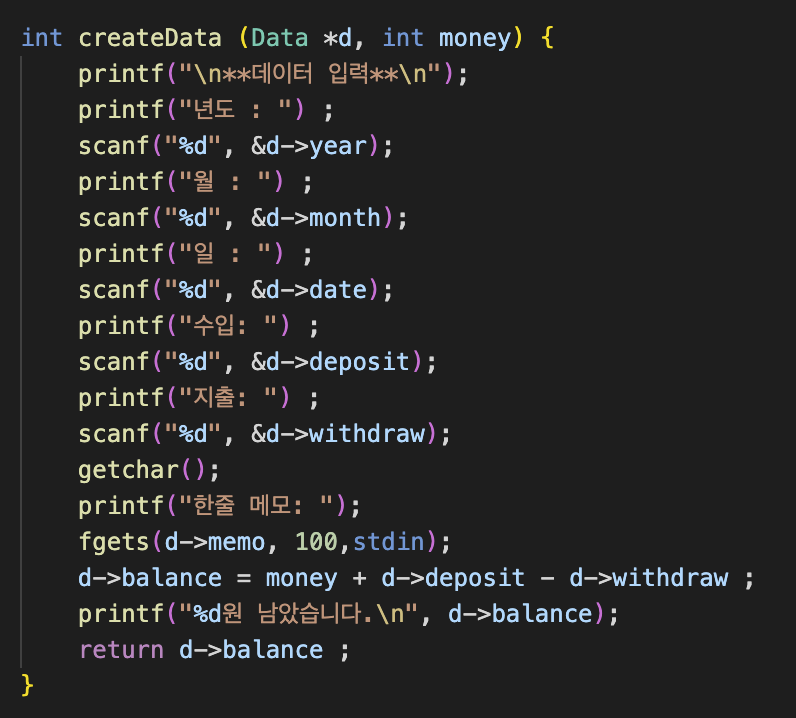 int createData (Data *d, int money) {
    printf("\n**데이터 입력**\n");
    printf("년도 : ") ;
    scanf("%d", &d->year);
    printf("월 : ") ;
    scanf("%d", &d->month);
    printf("일 : ") ;
    scanf("%d", &d->date);
    printf("수입: ") ;
    scanf("%d", &d->deposit);
    printf("지출: ") ;
    scanf("%d", &d->withdraw);
    getchar();
    printf("한줄 메모: ");
    fgets(d->memo, 100,stdin);
    d->balance = money + d->deposit - d->withdraw ;
    printf("%d원 남았습니다.\n", d->balance);
    return d->balance ;
}